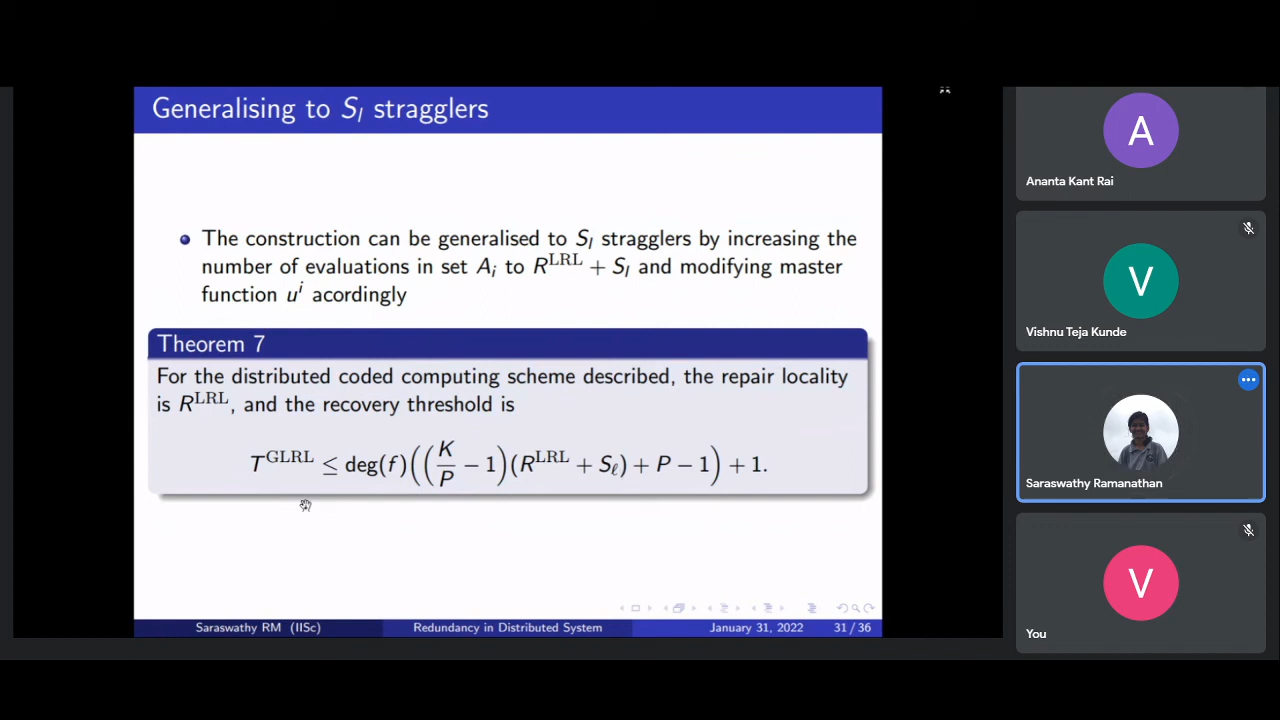 Generalising to S_l stragglers
The construction can be generalised to S_l stragglers by increasing the
number of evaluations in set A_i to R^LRL + S_l and modifying master
function u^i acordingly
Theorem 7
For the distributed coded computing scheme described, the repair locality
is R^LRL, and the recovery threshold is
T^GLRL ≤ deg(f)((K/P − 1)(R^LRL + S_ℓ) + P − 1) + 1.
Saraswathy RM (IISc) Redundancy in Distributed System January 31, 2022 31 / 36
A
Ananta Kant Rai
V
Vishnu Teja Kunde
Saraswathy Ramanathan
V
You